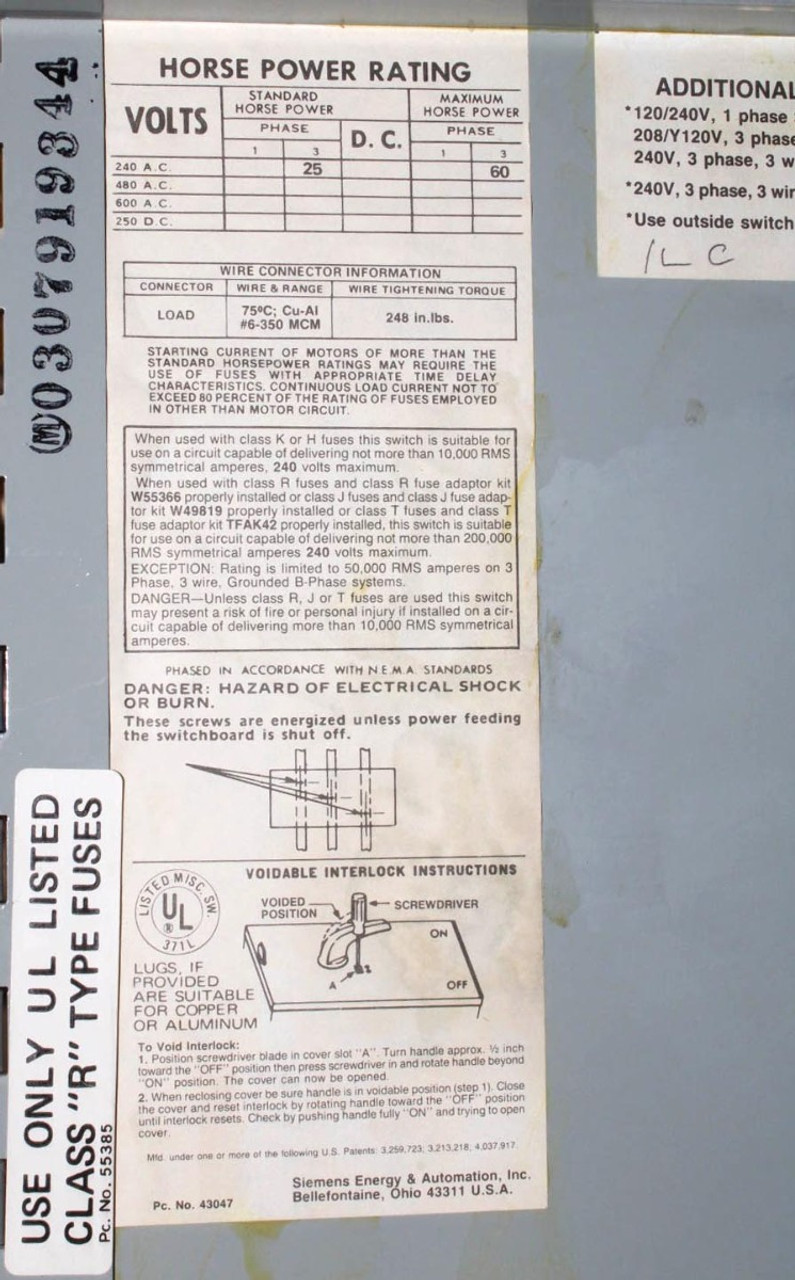 HORSE POWER RATING
VOLTS
STANDARD
HORSE POWER
MAXIMUM
HORSE POWER
PHASE
D. C.
PHASE
1 3 1 3
240 A.C. 25 60
480 A.C.
600 A.C.
250 D.C.
WIRE CONNECTOR INFORMATION
CONNECTOR WIRE & RANGE WIRE TIGHTENING TORQUE
LOAD
75ºC; Cu-Al
#6-350 MCM
248 in.lbs.
STARTING CURRENT OF MOTORS OF MORE THAN THE
STANDARD HORSEPOWER RATINGS MAY REQUIRE THE
USE OF FUSES WITH APPROPRIATE TIME DELAY
CHARACTERISTICS. CONTINUOUS LOAD CURRENT NOT TO
EXCEED 80 PERCENT OF THE RATING OF FUSES EMPLOYED
IN OTHER THAN MOTOR CIRCUIT.
When used with class K or H fuses this switch is suitable for
use on a circuit capable of delivering not more than 10,000 RMS
symmetrical amperes, 240 volts maximum.
When used with class R fuses and class R fuse adaptor kit
W55366 properly installed or class J fuses and class J fuse adap-
tor kit W49819 properly installed or class T fuses and class T
fuse adaptor kit TFAK42 properly installed, this switch is suitable
for use on a circuit capable of delivering not more than 200,000
RMS symmetrical amperes 240 volts maximum.
EXCEPTION: Rating is limited to 50,000 RMS amperes on 3
Phase, 3 wire, Grounded B-Phase systems.
DANGER—Unless class R, J or T fuses are used this switch
may present a risk of fire or personal injury if installed on a cir-
cuit capable of delivering more than 10,000 RMS symmetrical
amperes.
PHASED IN ACCORDANCE WITH N.E.M.A. STANDARDS
DANGER: HAZARD OF ELECTRICAL SHOCK
OR BURN.
These screws are energized unless power feeding
the switchboard is shut off.
VOIDABLE INTERLOCK INSTRUCTIONS
LISTED MISC. SW.
UL
®
371L
VOIDED
POSITION
SCREWDRIVER
ON
A
OFF
LUGS, IF
PROVIDED
ARE SUITABLE
FOR COPPER
OR ALUMINUM
To Void Interlock:
1. Position screwdriver blade in cover slot "A". Turn handle approx. ½ inch
toward the "OFF" position then press screwdriver in and rotate handle beyond
"ON" position. The cover can now be opened.
2. When reclosing cover be sure handle is in voidable position (step 1). Close
the cover and reset interlock by rotating handle toward the "OFF" position
until interlock resets. Check by pushing handle fully "ON" and trying to open
cover.
Mfd. under one or more of the following U.S. Patents: 3,259,723; 3,213,218; 4,037,917
Siemens Energy & Automation, Inc.
Bellefontaine, Ohio 43311 U.S.A.
Pc. No. 43047
ADDITIONAL
*120/240V, 1 phase
208/Y120V, 3 phase
240V, 3 phase, 3 w
*240V, 3 phase, 3 wir
*Use outside switch
1LC
(W)0307919344
USE ONLY UL LISTED
CLASS "R" TYPE FUSES
Pc. No. 55385